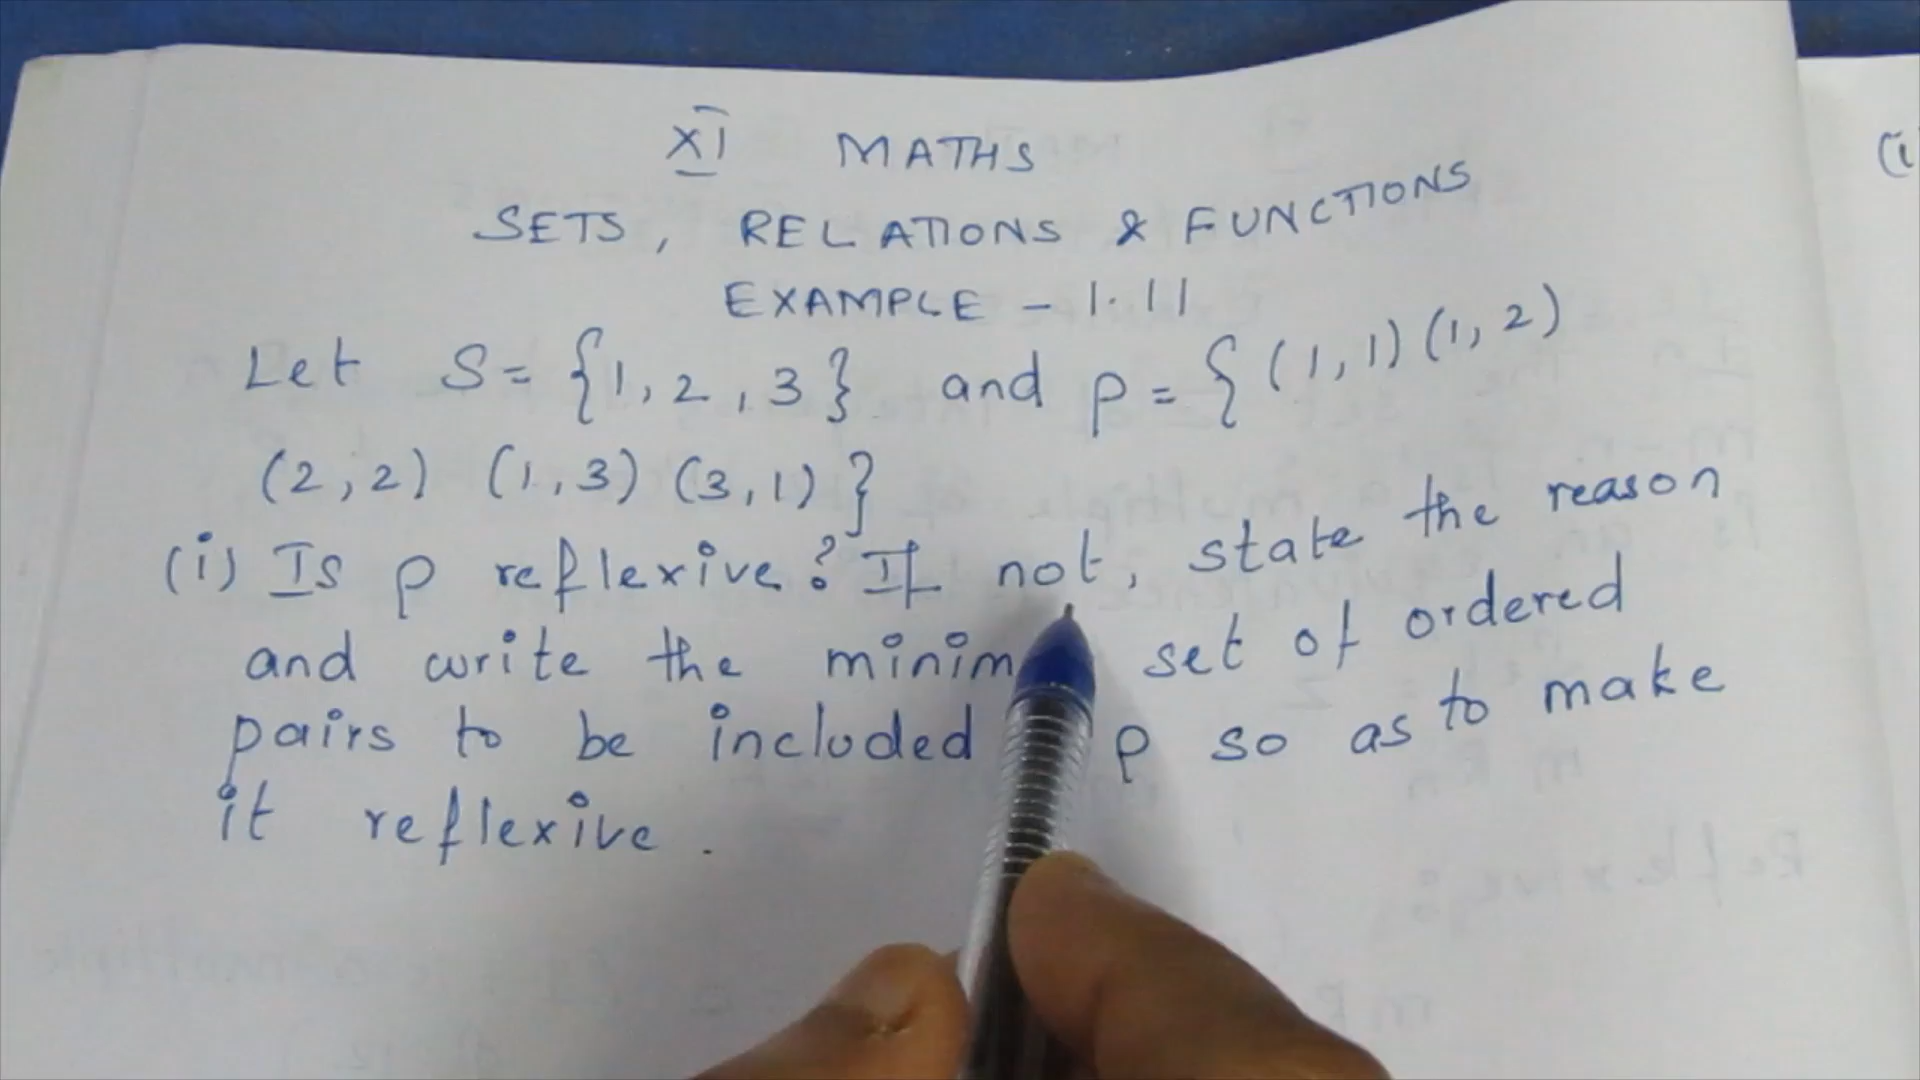 XI MATHS
SETS, RELATIONS & FUNCTIONS
EXAMPLE - 1.11
Let S = {1, 2, 3} and ρ = { (1,1) (1,2)
(2,2) (1,3) (3,1) }
(i) Is ρ reflexive? If not, state the reason
and write the minim set of ordered
pairs to be included ρ so as to make
it reflexive.
(i